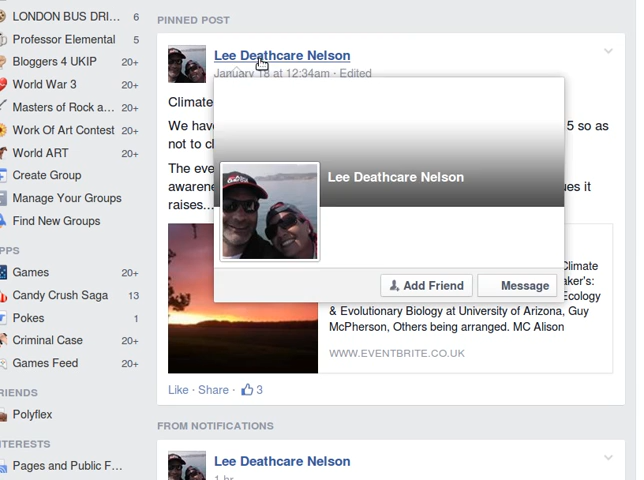 LONDON BUS DRI... 6
Professor Elemental 5
Bloggers 4 UKIP 20+
World War 3 20+
Masters of Rock a... 20+
Work Of Art Contest 20+
World ART 20+
Create Group
Manage Your Groups
Find New Groups
PPS
Games 20+
Candy Crush Saga 13
Pokes 1
Criminal Case 20+
Games Feed 20+
RIENDS
Polyflex
NTERESTS
Pages and Public F...
PINNED POST
Lee Deathcare Nelson
January 18 at 12:34am · Edited
Climate
We have
5 so as
not to
The eve
awarene
ues it
raises...
Lee Deathcare Nelson
Add Friend
Message
Climate
aker's:
Ecology
& Evolutionary Biology at University of Arizona, Guy
McPherson, Others being arranged. MC Alison
WWW.EVENTBRITE.CO.UK
Like · Share · 3
FROM NOTIFICATIONS
Lee Deathcare Nelson
1 hr